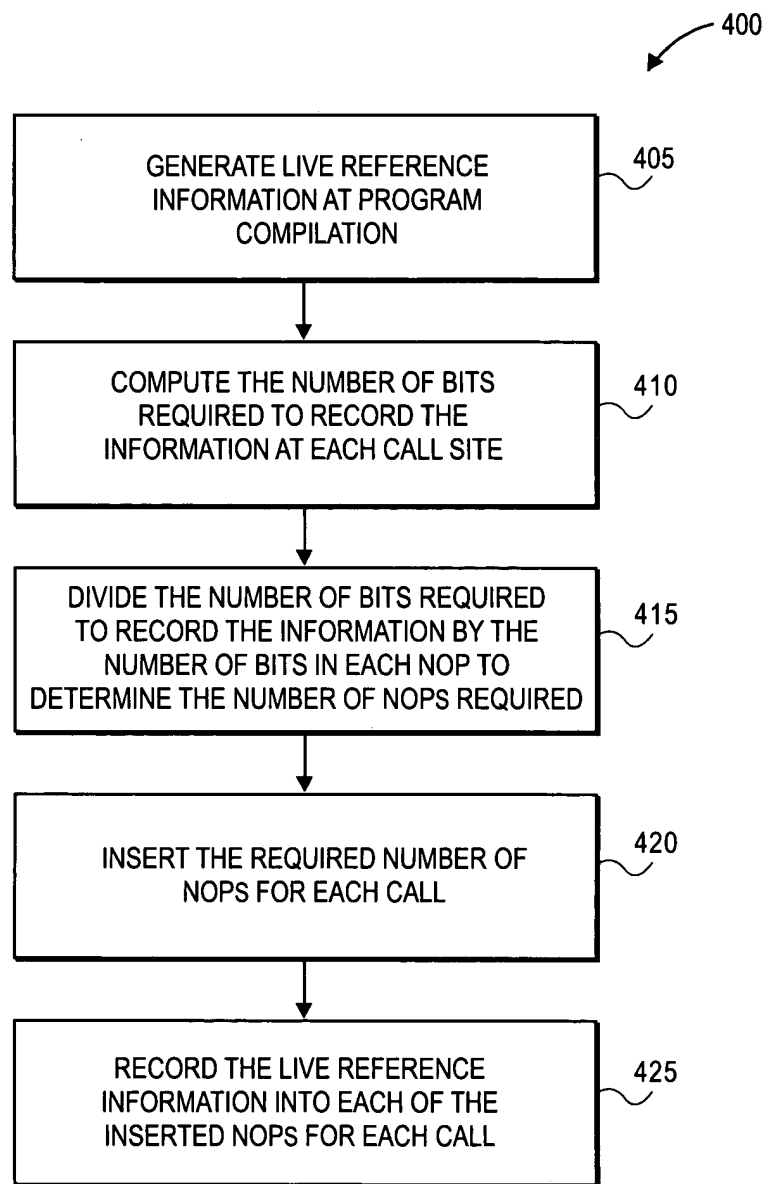 400
GENERATE LIVE REFERENCE
INFORMATION AT PROGRAM
COMPILATION
405
COMPUTE THE NUMBER OF BITS
REQUIRED TO RECORD THE
INFORMATION AT EACH CALL SITE
410
DIVIDE THE NUMBER OF BITS REQUIRED
TO RECORD THE INFORMATION BY THE
NUMBER OF BITS IN EACH NOP TO
DETERMINE THE NUMBER OF NOPS REQUIRED
415
INSERT THE REQUIRED NUMBER OF
NOPS FOR EACH CALL
420
RECORD THE LIVE REFERENCE
INFORMATION INTO EACH OF THE
INSERTED NOPS FOR EACH CALL
425